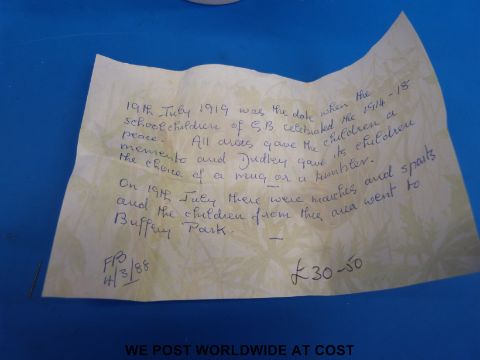 19th July 1919 was the date when the
schoolchildren of G.B. celebrated the 1914-18
peace. All areas gave the children a
memento and Dudley gave its children
the choice of a mug or a tumbler.
On 19th July there were marches and sports
and the children from this area went to
Buffery Park.
FB
4/3/88
£30-50
WE POST WORLDWIDE AT COST